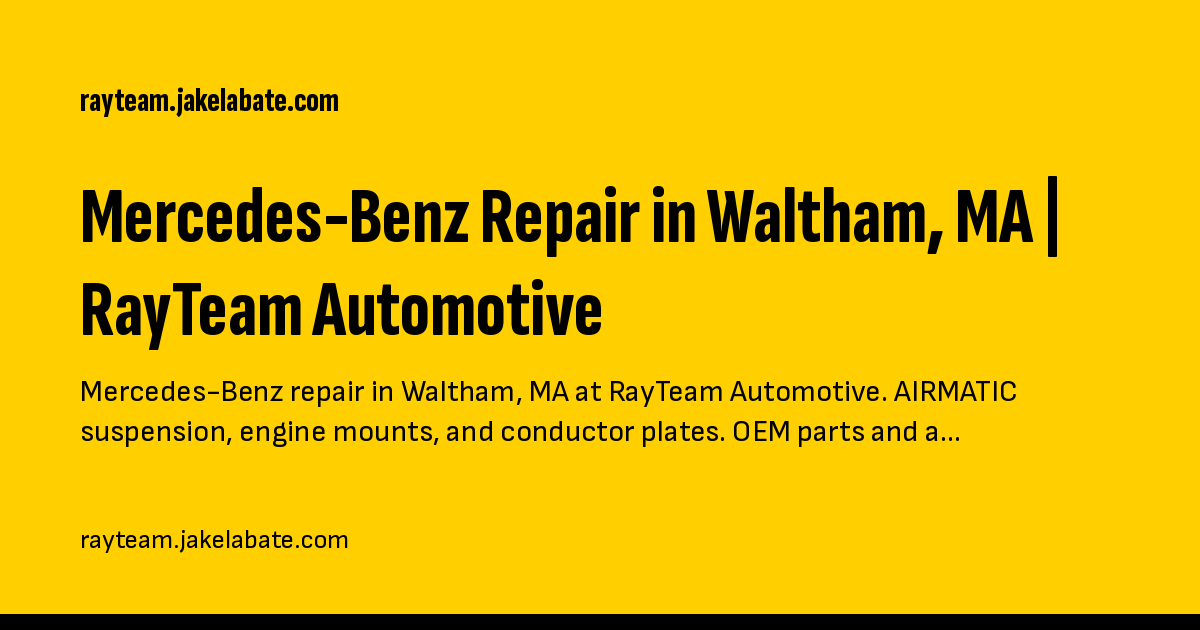 rayteam.jakelabate.com
Mercedes-Benz Repair in Waltham, MA |
RayTeam Automotive
Mercedes-Benz repair in Waltham, MA at RayTeam Automotive. AIRMATIC
suspension, engine mounts, and conductor plates. OEM parts and a...
rayteam.jakelabate.com